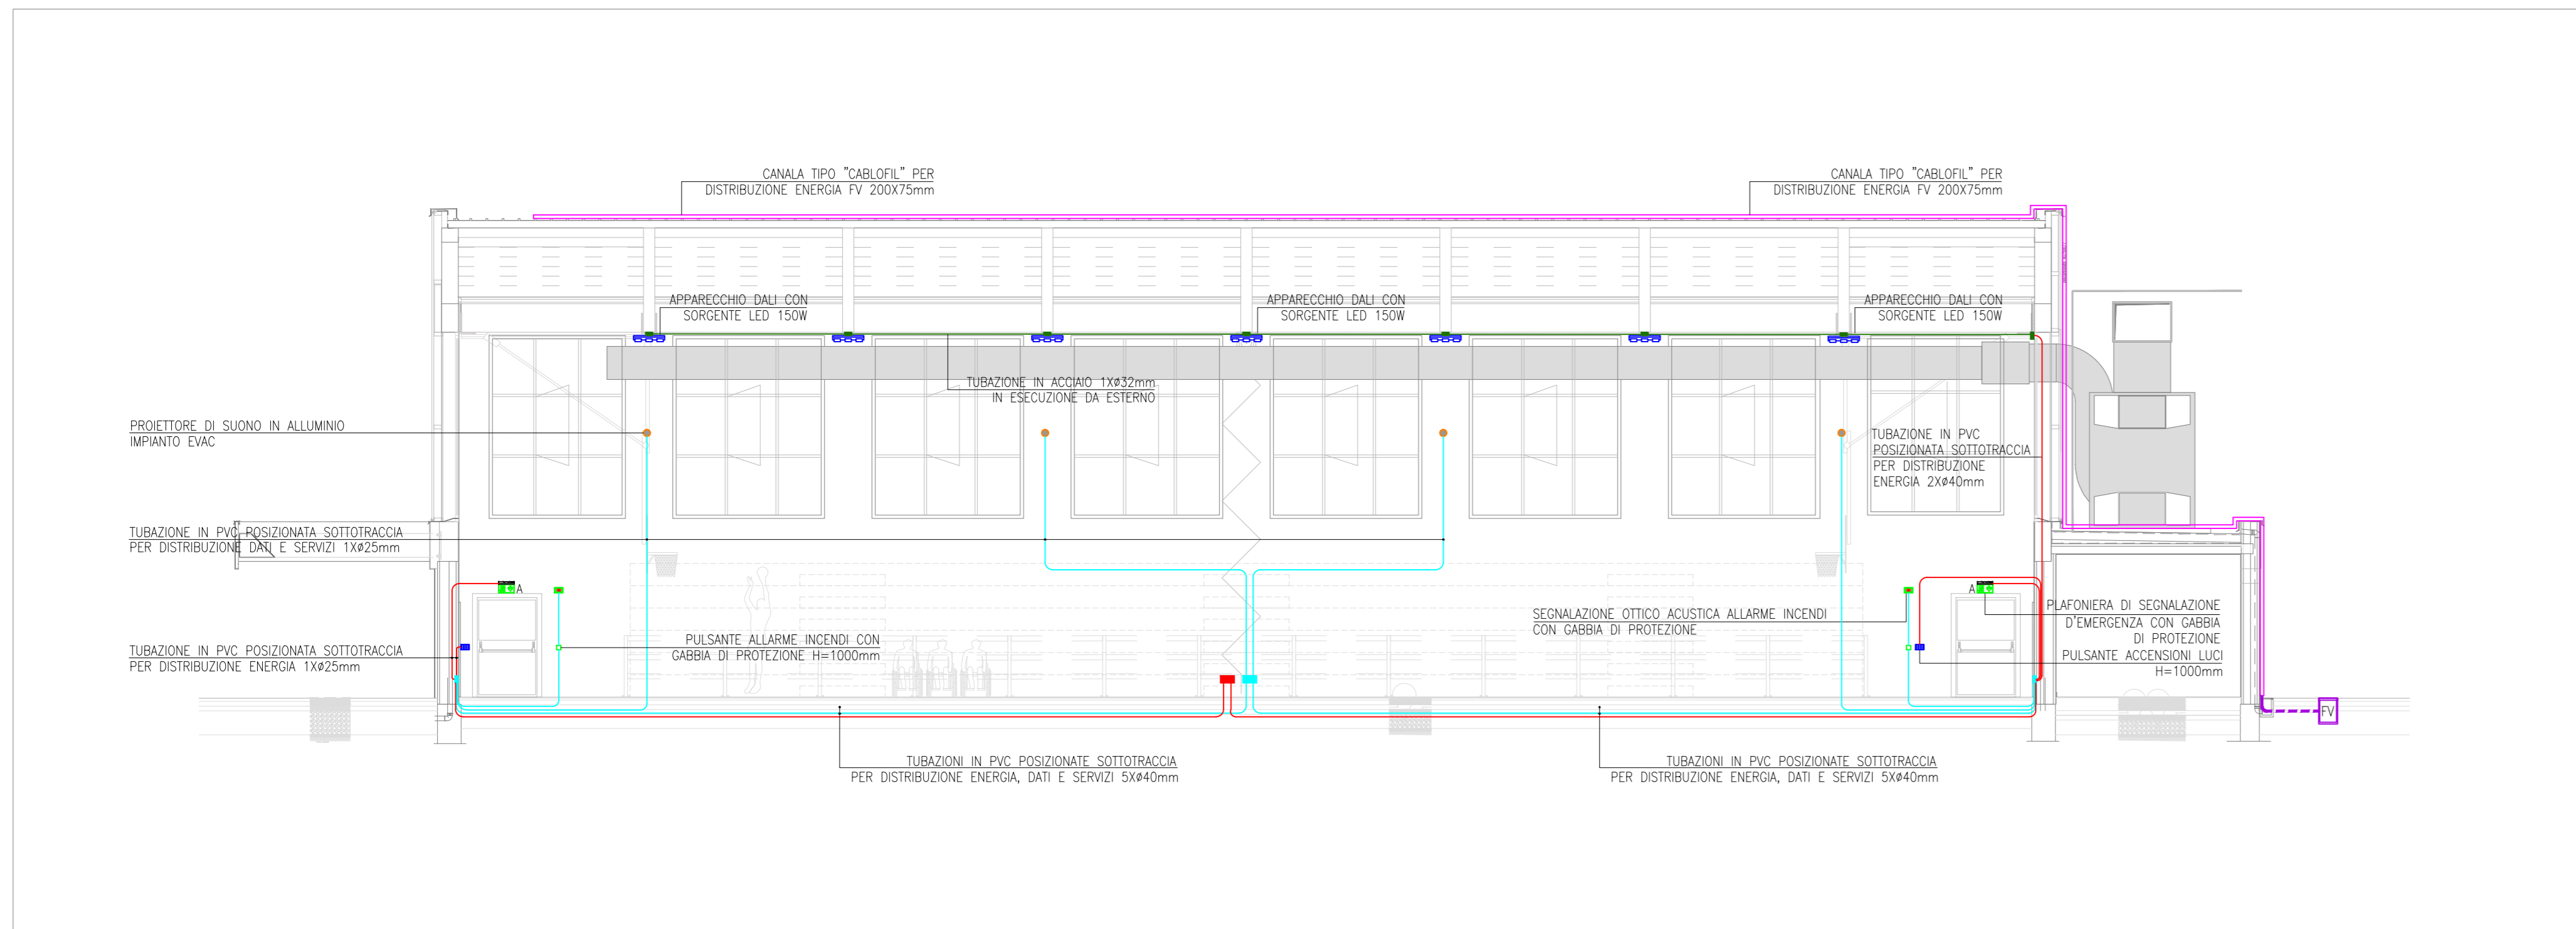 CANALA TIPO "CABLOFIL" PER
DISTRIBUZIONE ENERGIA FV 200X75mm
CANALA TIPO "CABLOFIL" PER
DISTRIBUZIONE ENERGIA FV 200X75mm
APPARECCHIO DALI CON
SORGENTE LED 150W
APPARECCHIO DALI CON
SORGENTE LED 150W
APPARECCHIO DALI CON
SORGENTE LED 150W
TUBAZIONE IN ACCIAIO 1Xø32mm
IN ESECUZIONE DA ESTERNO
PROIETTORE DI SUONO IN ALLUMINIO
IMPIANTO EVAC
TUBAZIONE IN PVC
POSIZIONATA SOTTOTRACCIA
PER DISTRIBUZIONE
ENERGIA 2Xø40mm
TUBAZIONE IN PVC POSIZIONATA SOTTOTRACCIA
PER DISTRIBUZIONE DATI E SERVIZI 1Xø25mm
A
A
SEGNALAZIONE OTTICO ACUSTICA ALLARME INCENDI
CON GABBIA DI PROTEZIONE
PLAFONIERA DI SEGNALAZIONE
D'EMERGENZA CON GABBIA
DI PROTEZIONE
PULSANTE ACCENSIONI LUCI
H=1000mm
PULSANTE ALLARME INCENDI CON
GABBIA DI PROTEZIONE H=1000mm
TUBAZIONE IN PVC POSIZIONATA SOTTOTRACCIA
PER DISTRIBUZIONE ENERGIA 1Xø25mm
FV
TUBAZIONI IN PVC POSIZIONATE SOTTOTRACCIA
PER DISTRIBUZIONE ENERGIA, DATI E SERVIZI 5Xø40mm
TUBAZIONI IN PVC POSIZIONATE SOTTOTRACCIA
PER DISTRIBUZIONE ENERGIA, DATI E SERVIZI 5Xø40mm